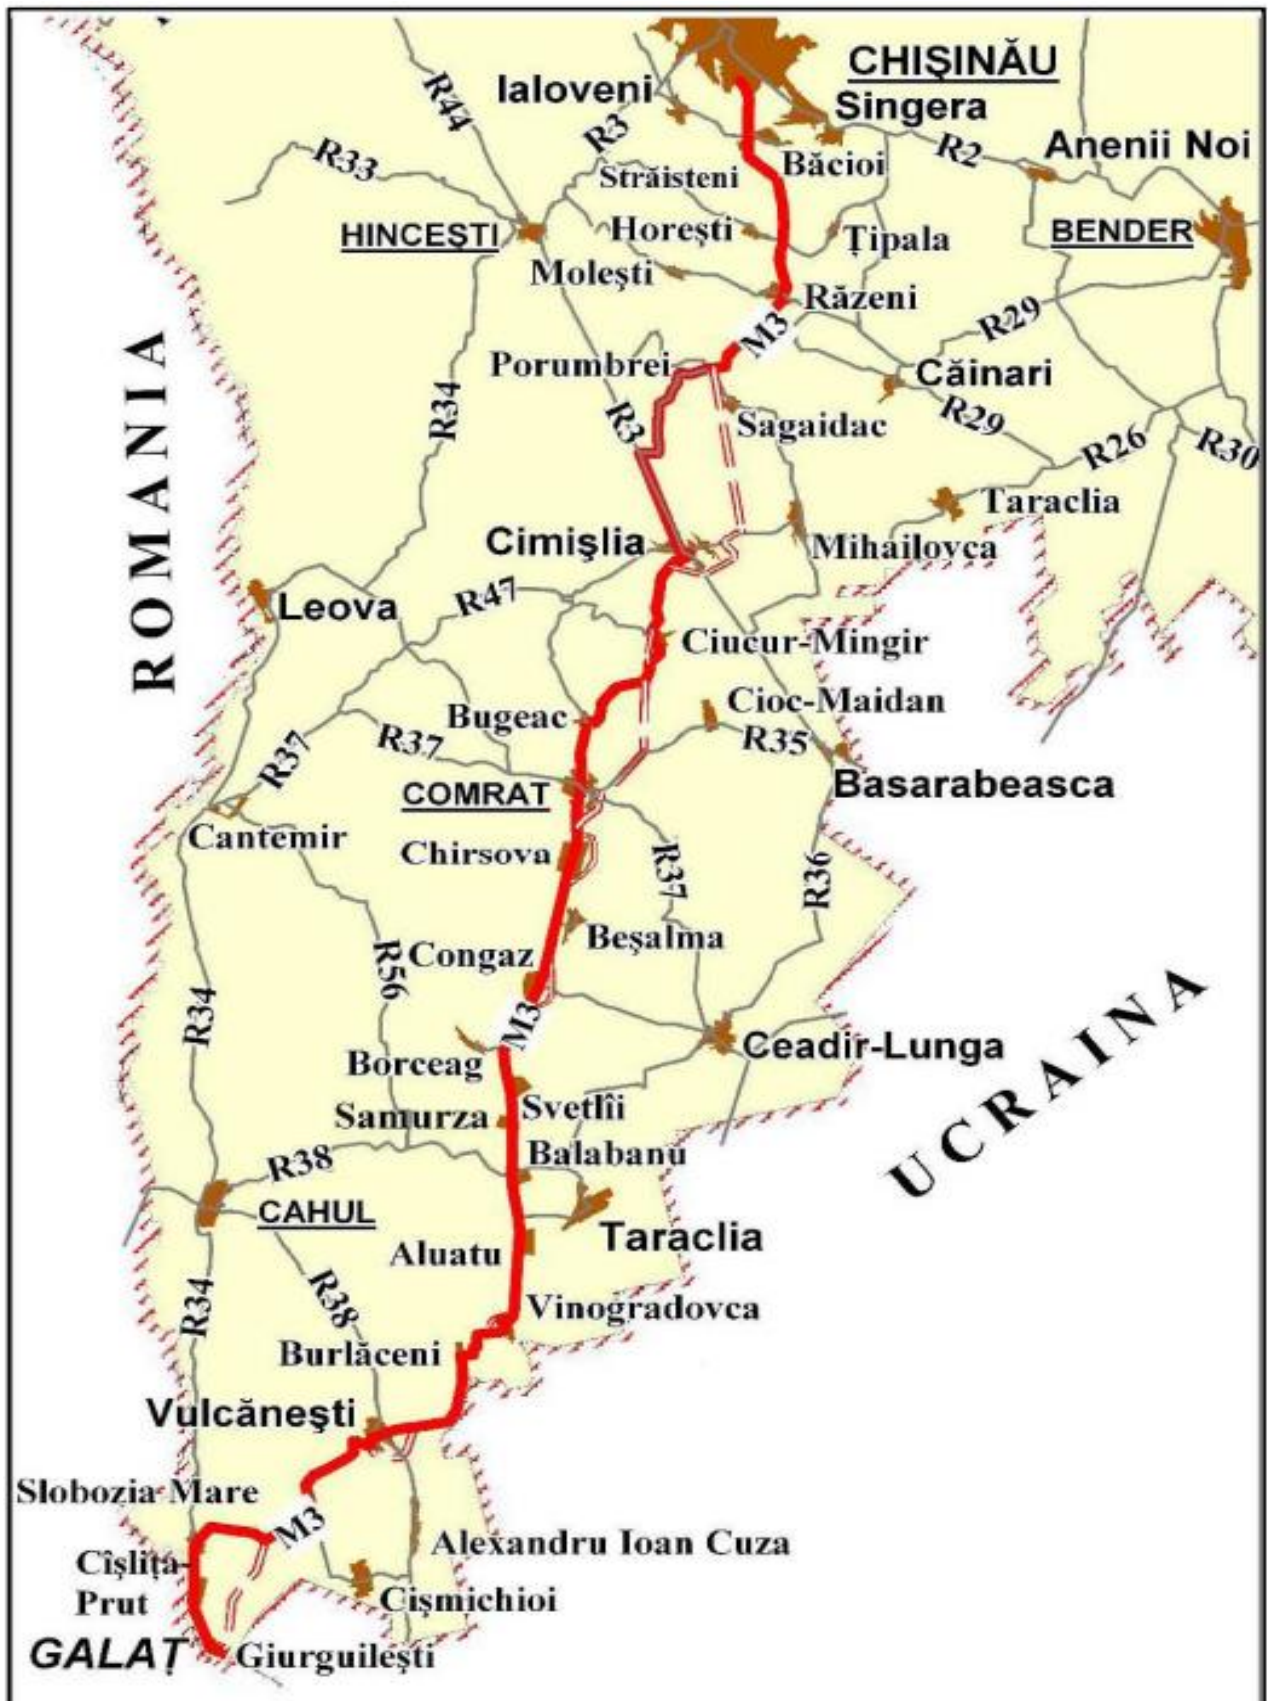 CHIŞINĂU
Ialoveni
Singera
R44
R3
R2
Anenii Noi
R33
Străisteni
Băcioi
HINCEŞTI
Horeşti
Ţipala
BENDER
Moleşti
Răzeni
R29
M3
Porumbrei
Căinari
R34
R3
Sagaidac
R29
R26
R30
ROMANIA
Taraclia
Cimişlia
Mihailovca
Leova
R47
Ciucur-Mingir
Cioc-Maidan
Bugeac
R37
R37
R35
Basarabeasca
COMRAT
Cantemir
Chirsova
R37
R36
Beşalma
Congaz
R56
R34
M3
UCRAINA
Borceag
Ceadir-Lunga
Samurza
Svetlîi
Balabanu
R38
CAHUL
Taraclia
Aluatu
R34
R38
Vinogradovca
Burlăceni
Vulcăneşti
Slobozia Mare
M3
Alexandru Ioan Cuza
Cîşliţa-
Prut
Cişmichioi
GALAŢ
Giurguileşti